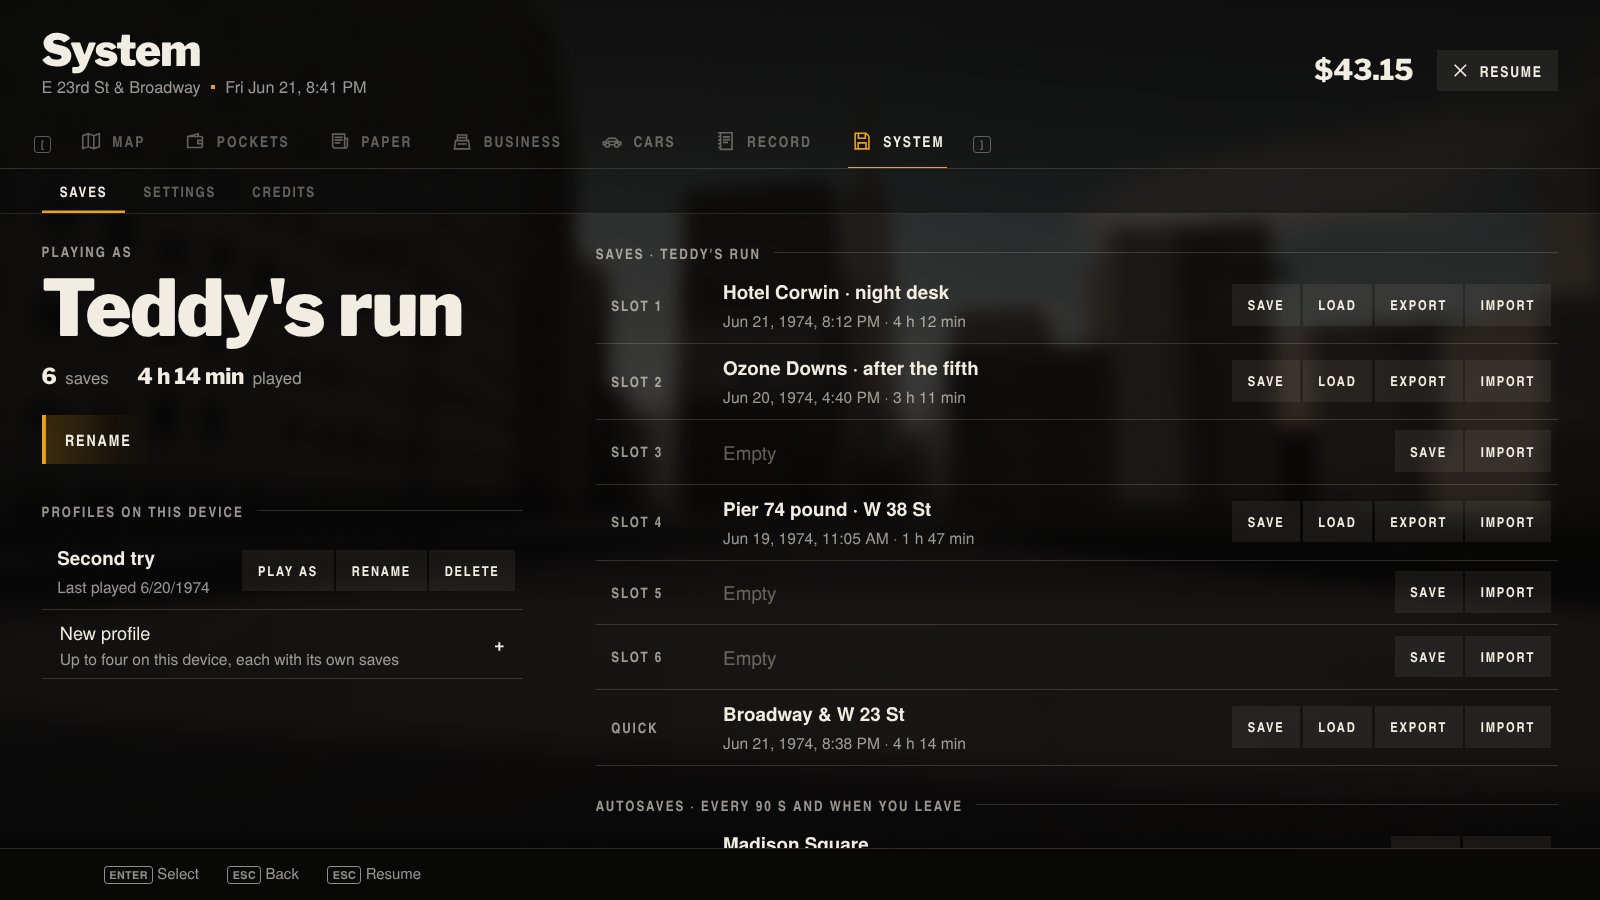 System
E 23rd St & Broadway • Fri Jun 21, 8:41 PM
$43.15
RESUME
[ MAP POCKETS PAPER BUSINESS CARS RECORD SYSTEM ]
SAVES SETTINGS CREDITS
PLAYING AS
Teddy's run
6 saves 4 h 14 min played
RENAME
PROFILES ON THIS DEVICE
Second try
Last played 6/20/1974
PLAY AS RENAME DELETE
New profile
Up to four on this device, each with its own saves
+
SAVES · TEDDY'S RUN
SLOT 1
Hotel Corwin · night desk
Jun 21, 1974, 8:12 PM · 4 h 12 min
SAVE LOAD EXPORT IMPORT
SLOT 2
Ozone Downs · after the fifth
Jun 20, 1974, 4:40 PM · 3 h 11 min
SAVE LOAD EXPORT IMPORT
SLOT 3
Empty
SAVE IMPORT
SLOT 4
Pier 74 pound · W 38 St
Jun 19, 1974, 11:05 AM · 1 h 47 min
SAVE LOAD EXPORT IMPORT
SLOT 5
Empty
SAVE IMPORT
SLOT 6
Empty
SAVE IMPORT
QUICK
Broadway & W 23 St
Jun 21, 1974, 8:38 PM · 4 h 14 min
SAVE LOAD EXPORT IMPORT
AUTOSAVES · EVERY 90 S AND WHEN YOU LEAVE
Madison Square
ENTER Select ESC Back ESC Resume